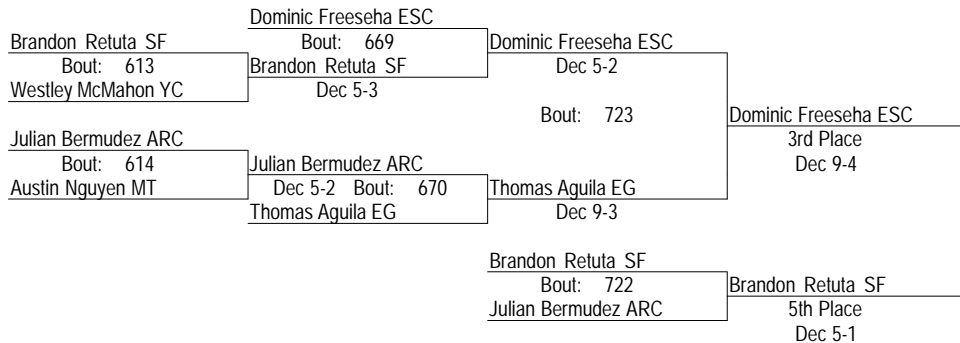 Dominic Freeseha ESC
Brandon Retuta SF
Bout: 669
Dominic Freeseha ESC
Bout: 613
Brandon Retuta SF
Dec 5-2
Westley McMahon YC
Dec 5-3
Bout: 723
Dominic Freeseha ESC
Julian Bermudez ARC
3rd Place
Bout: 614
Julian Bermudez ARC
Dec 9-4
Austin Nguyen MT
Dec 5-2 Bout: 670
Thomas Aguila EG
Thomas Aguila EG
Dec 9-3
Brandon Retuta SF
Bout: 722
Brandon Retuta SF
Julian Bermudez ARC
5th Place
Dec 5-1